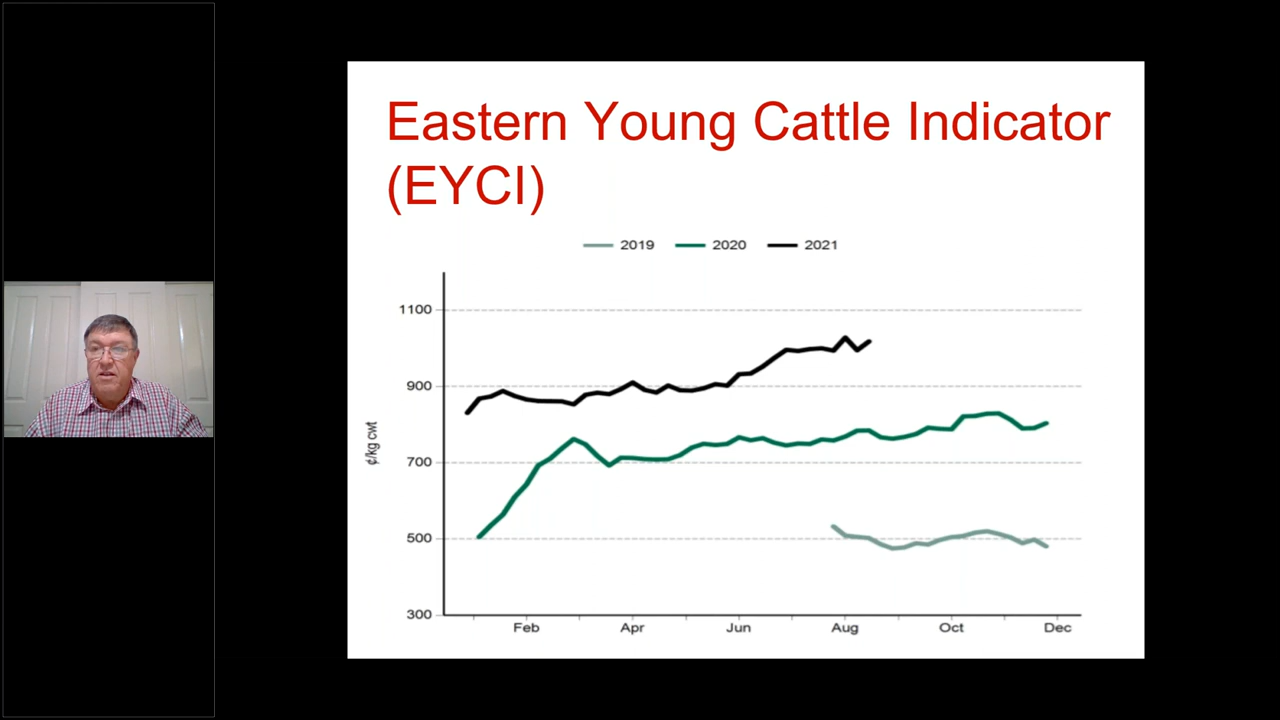 Eastern Young Cattle Indicator
(EYCI)
2019 2020 2021
1100
900
700
500
300
¢/kg cwt
Feb Apr Jun Aug Oct Dec